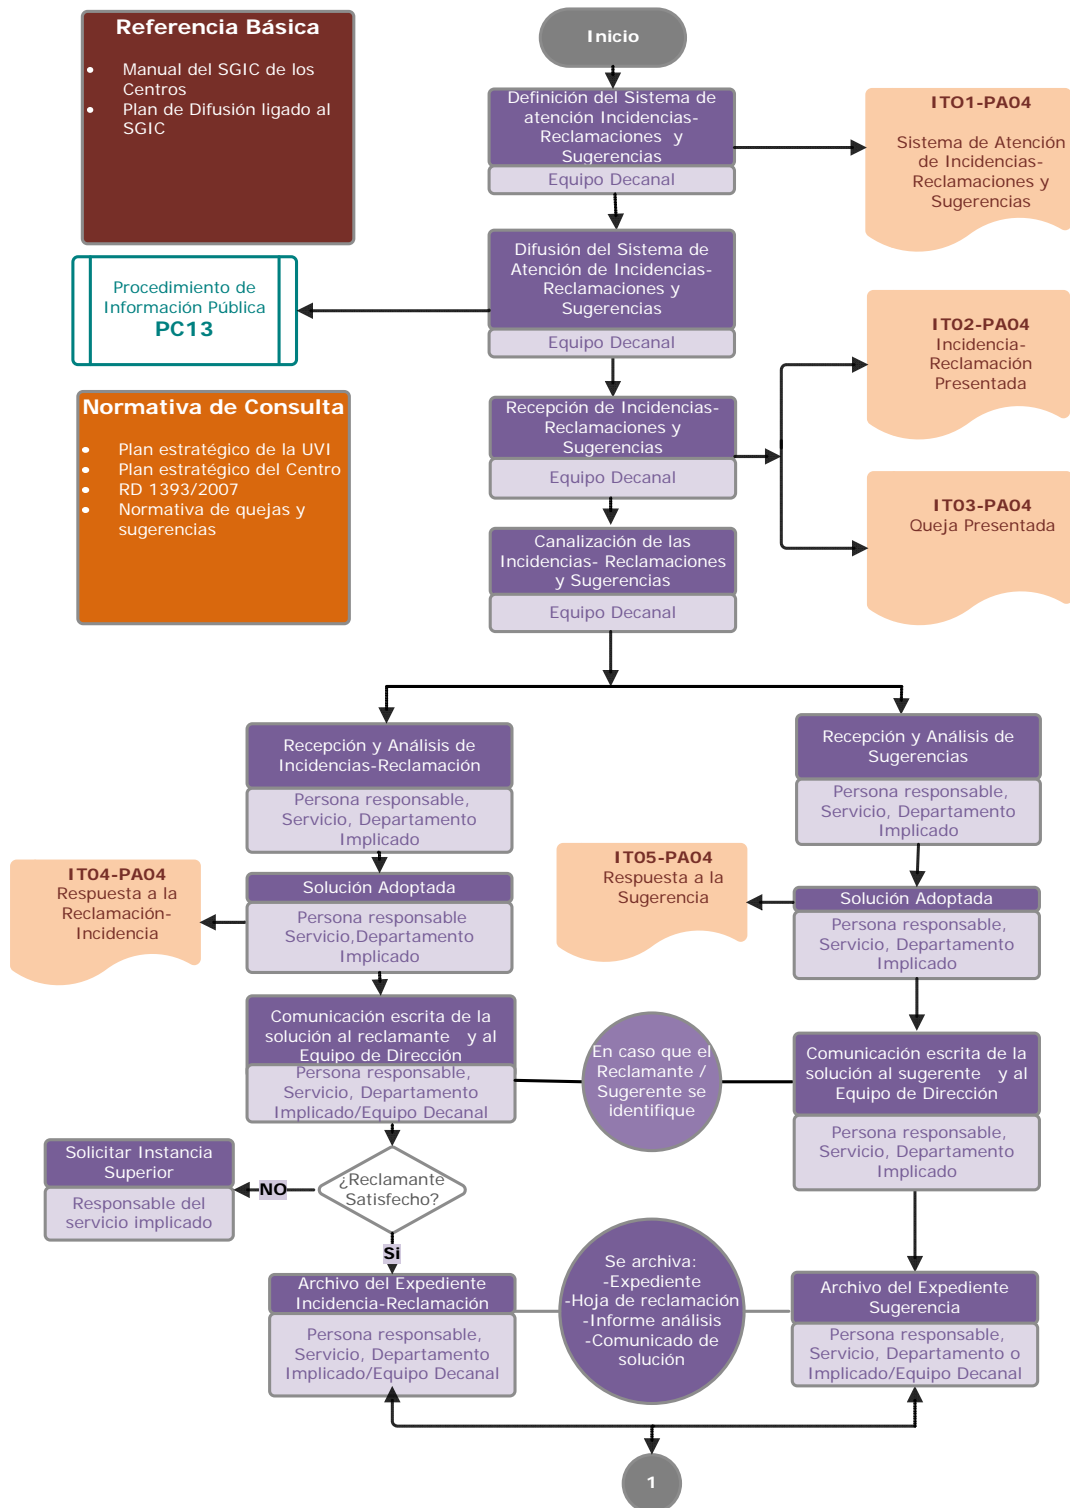 Referencia Básica
• Manual del SGIC de los
Centros
• Plan de Difusión ligado al
SGIC
Inicio
Definición del Sistema de
atención Incidencias-
Reclamaciones y
Sugerencias
Equipo Decanal
ITO1-PA04
Sistema de Atención
de Incidencias-
Reclamaciones y
Sugerencias
Difusión del Sistema de
Atención de Incidencias-
Reclamaciones y
Sugerencias
Equipo Decanal
Procedimiento de
Información Pública
PC13
IT02-PA04
Incidencia-
Reclamación
Presentada
Normativa de Consulta
• Plan estratégico de la UVI
• Plan estratégico del Centro
• RD 1393/2007
• Normativa de quejas y
sugerencias
Recepción de Incidencias-
Reclamaciones y
Sugerencias
Equipo Decanal
IT03-PA04
Queja Presentada
Canalización de las
Incidencias- Reclamaciones
y Sugerencias
Equipo Decanal
Recepción y Análisis de
Incidencias-Reclamación
Persona responsable,
Servicio, Departamento
Implicado
Recepción y Análisis de
Sugerencias
Persona responsable,
Servicio, Departamento
Implicado
IT04-PA04
Respuesta a la
Reclamación-
Incidencia
Solución Adoptada
Persona responsable
Servicio,Departamento
Implicado
IT05-PA04
Respuesta a la
Sugerencia
Solución Adoptada
Persona responsable,
Servicio, Departamento
Implicado
Comunicación escrita de la
solución al reclamante y al
Equipo de Dirección
Persona responsable,
Servicio, Departamento
Implicado/Equipo Decanal
En caso que el
Reclamante /
Sugerente se
identifique
Comunicación escrita de la
solución al sugerente y al
Equipo de Dirección
Persona responsable,
Servicio, Departamento
Implicado
Solicitar Instancia
Superior
Responsable del
servicio implicado
NO
¿Reclamante
Satisfecho?
Si
Archivo del Expediente
Incidencia-Reclamación
Persona responsable,
Servicio, Departamento
Implicado/Equipo Decanal
Se archiva:
-Expediente
-Hoja de reclamación
-Informe análisis
-Comunicado de
solución
Archivo del Expediente
Sugerencia
Persona responsable,
Servicio, Departamento o
Implicado/Equipo Decanal
1